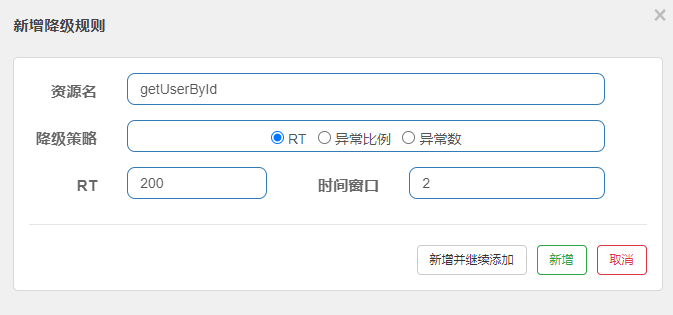 新增降级规则
×
资源名 getUserById
降级策略 RT 异常比例 异常数
RT 200 时间窗口 2
新增并继续添加 新增 取消